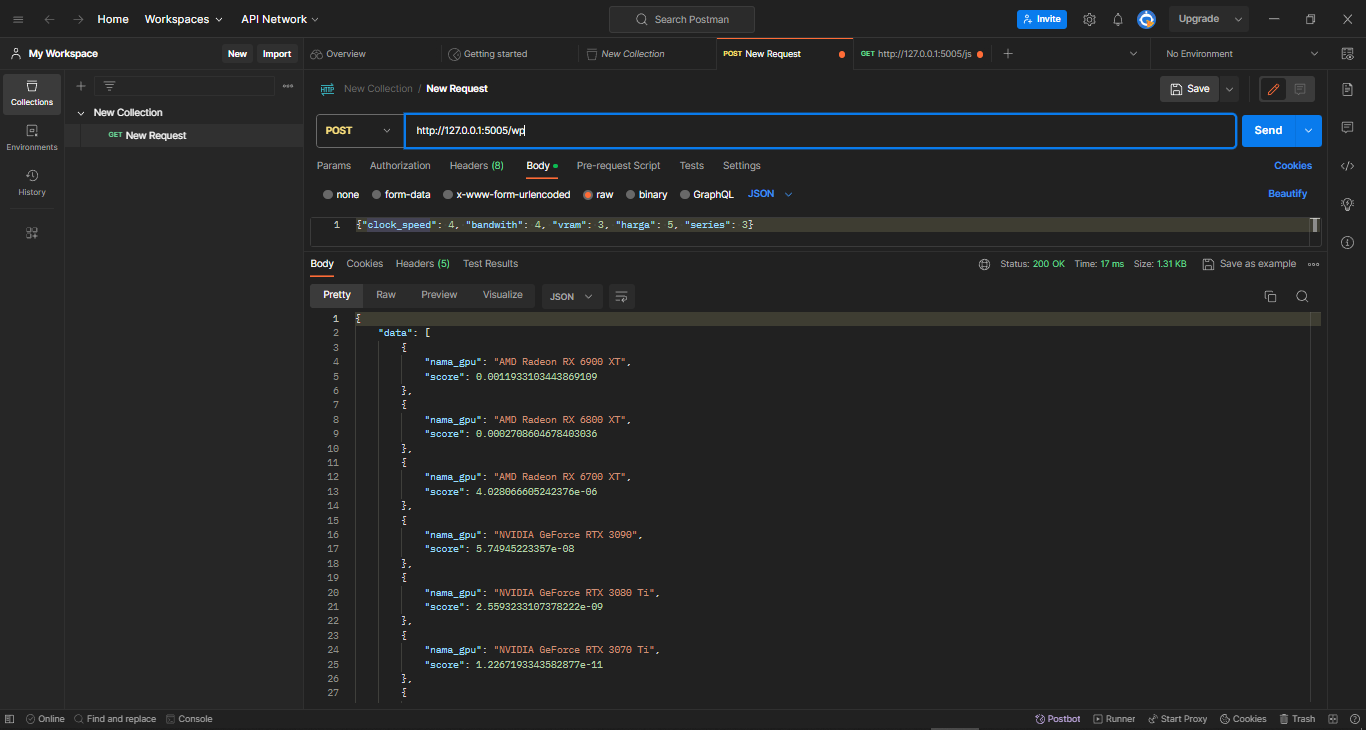 Home Workspaces API Network Search Postman Invite Upgrade
My Workspace New Import Overview Getting started New Collection POST New Request GET http://127.0.0.1:5005/js No Environment
Collections
Environments
History
New Collection
GET New Request
HTTP New Collection / New Request Save
POST http://127.0.0.1:5005/wp Send
Params Authorization Headers (8) Body Pre-request Script Tests Settings Cookies
none form-data x-www-form-urlencoded raw binary GraphQL JSON Beautify
1 {"clock_speed": 4, "bandwith": 4, "vram": 3, "harga": 5, "series": 3}
Body Cookies Headers (5) Test Results Status: 200 OK Time: 17 ms Size: 1.31 KB Save as example
Pretty Raw Preview Visualize JSON
1 {
2 "data": [
3 {
4 "nama_gpu": "AMD Radeon RX 6900 XT",
5 "score": 0.0011933103443869109
6 },
7 {
8 "nama_gpu": "AMD Radeon RX 6800 XT",
9 "score": 0.0002708604678403036
10 },
11 {
12 "nama_gpu": "AMD Radeon RX 6700 XT",
13 "score": 4.028066605242376e-06
14 },
15 {
16 "nama_gpu": "NVIDIA GeForce RTX 3090",
17 "score": 5.74945223357e-08
18 },
19 {
20 "nama_gpu": "NVIDIA GeForce RTX 3080 Ti",
21 "score": 2.5593233107378222e-09
22 },
23 {
24 "nama_gpu": "NVIDIA GeForce RTX 3070 Ti",
25 "score": 1.2267193343582877e-11
26 },
27 {
Online Find and replace Console Postbot Runner Start Proxy Cookies Trash